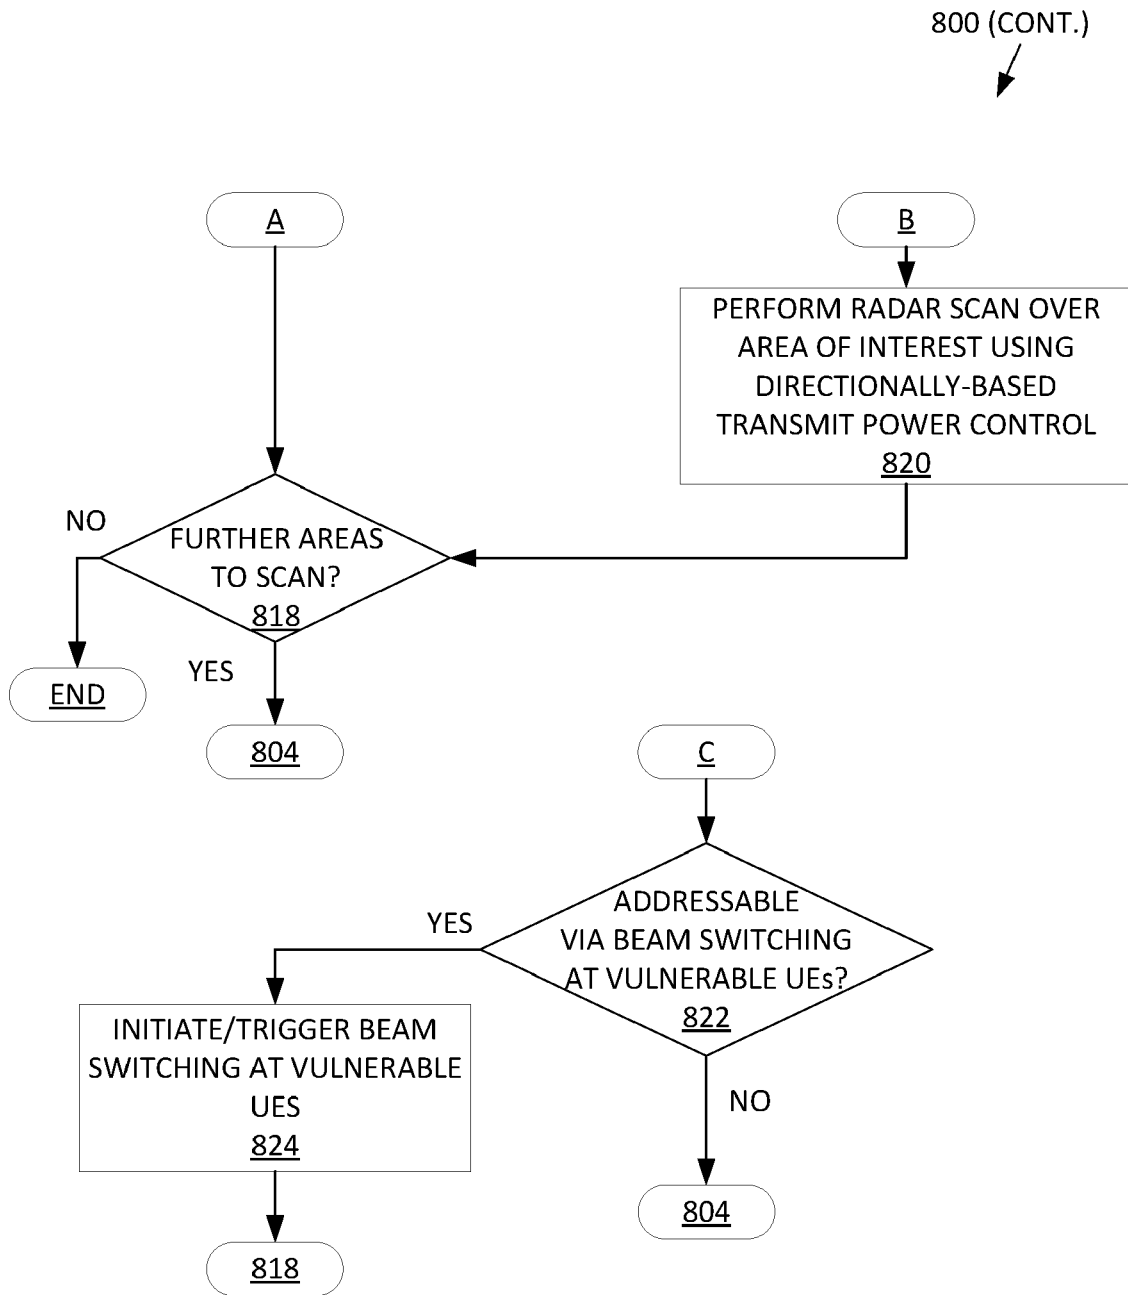 800 (CONT.)
A
B
PERFORM RADAR SCAN OVER
AREA OF INTEREST USING
DIRECTIONALLY-BASED
TRANSMIT POWER CONTROL
820
NO
FURTHER AREAS
TO SCAN?
818
YES
END
804
C
YES
ADDRESSABLE
VIA BEAM SWITCHING
AT VULNERABLE UEs?
822
INITIATE/TRIGGER BEAM
SWITCHING AT VULNERABLE
UES
824
NO
804
818